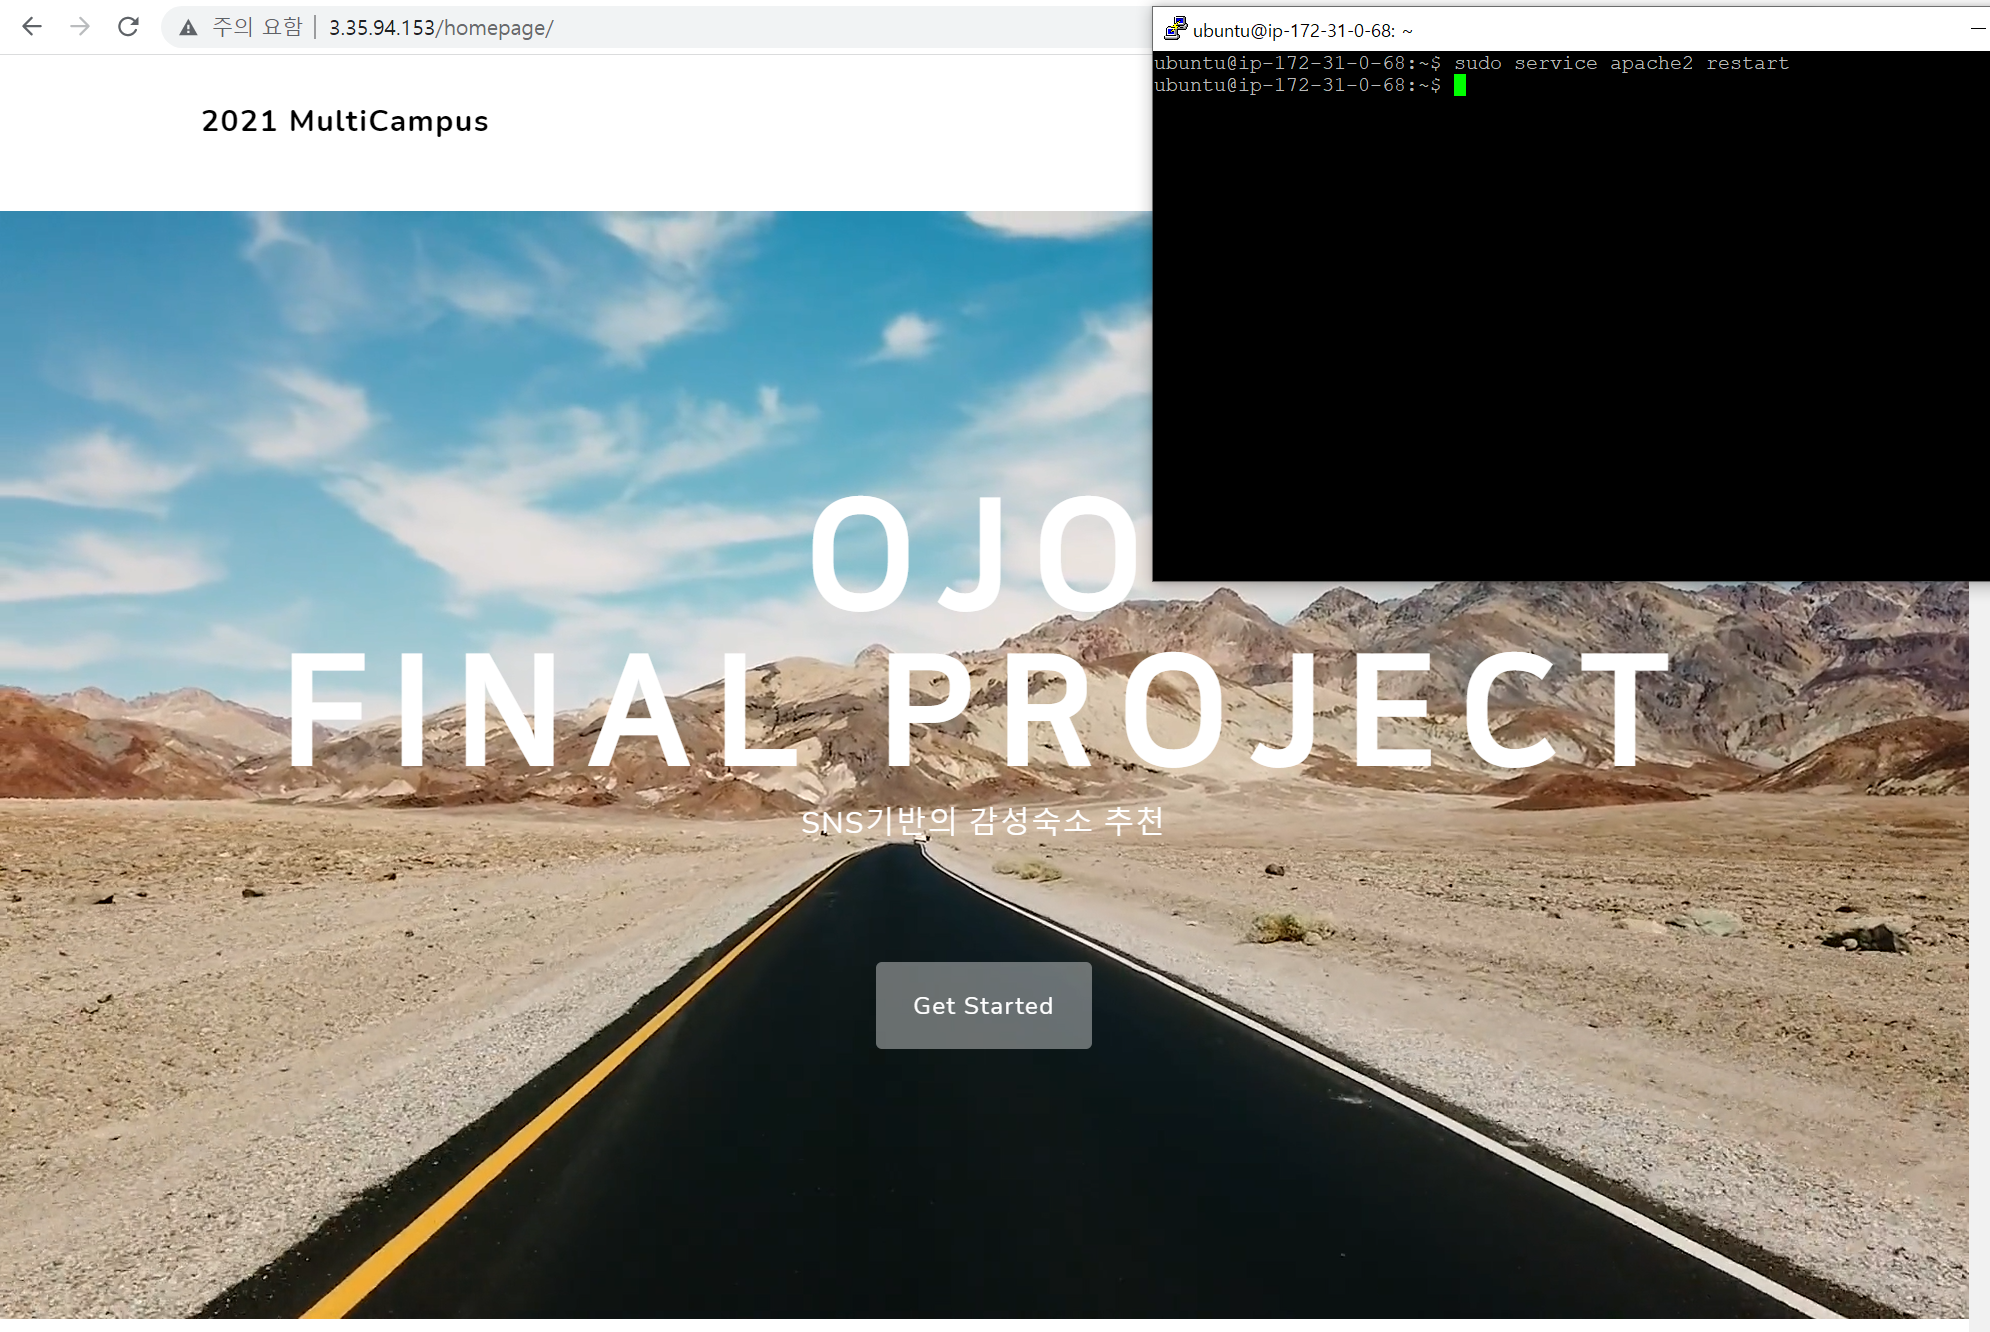 주의 요함 | 3.35.94.153/homepage/
ubuntu@ip-172-31-0-68: ~
ubuntu@ip-172-31-0-68:~$ sudo service apache2 restart
ubuntu@ip-172-31-0-68:~$
2021 MultiCampus
OJO
FINAL PROJECT
SNS기반의 감성숙소 추천
Get Started